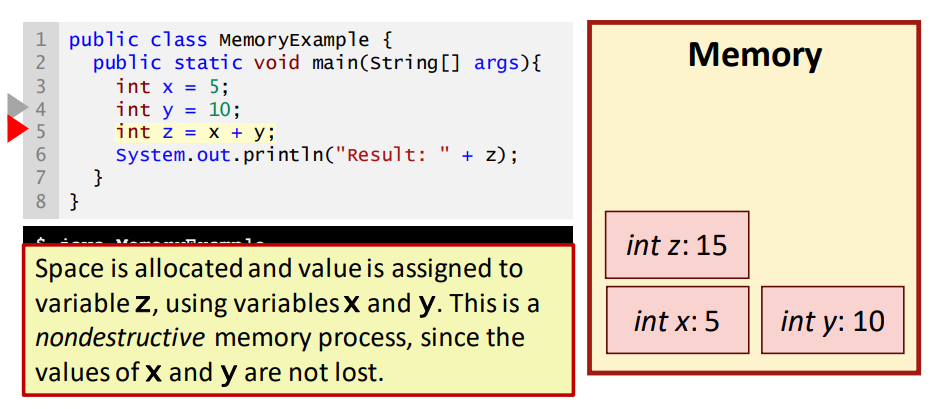 1 public class MemoryExample {
2 public static void main(String[] args){
3 int x = 5;
4 int y = 10;
5 int z = x + y;
6 System.out.println("Result: " + z);
7 }
8 }
$ java MemoryExample
Space is allocated and value is assigned to
variable z, using variables x and y. This is a
nondestructive memory process, since the
values of x and y are not lost.
Memory
int z: 15
int x: 5
int y: 10